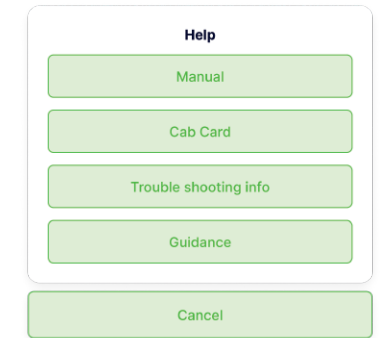 Help
Manual
Cab Card
Trouble shooting info
Guidance
Cancel